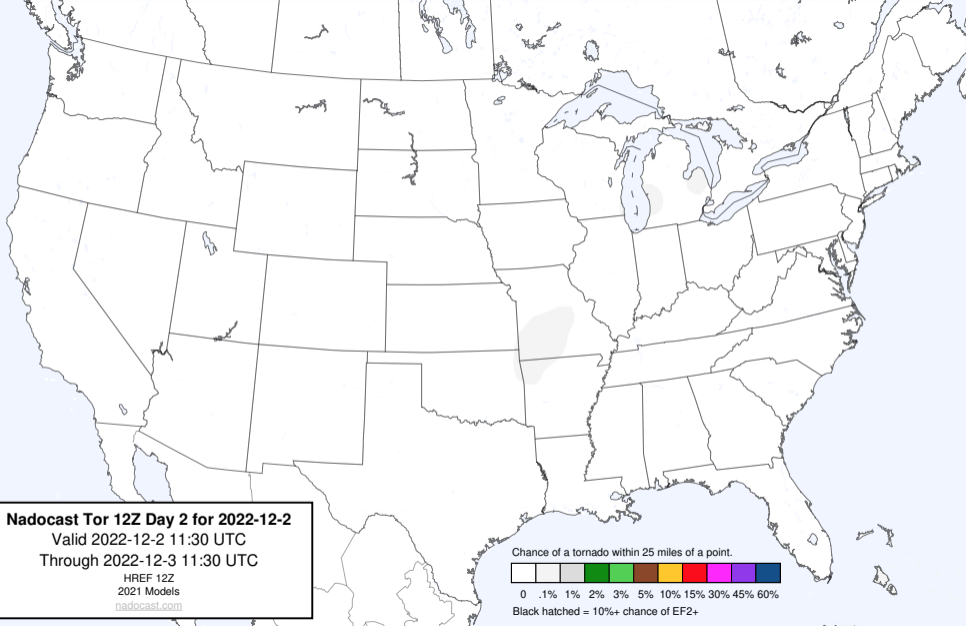 Nadocast Tor 12Z Day 2 for 2022-12-2
Valid 2022-12-2 11:30 UTC
Through 2022-12-3 11:30 UTC
HREF 12Z
2021 Models
nadocast.com
Chance of a tornado within 25 miles of a point.
0 .1% 1% 2% 3% 5% 10% 15% 30% 45% 60%
Black hatched = 10%+ chance of EF2+